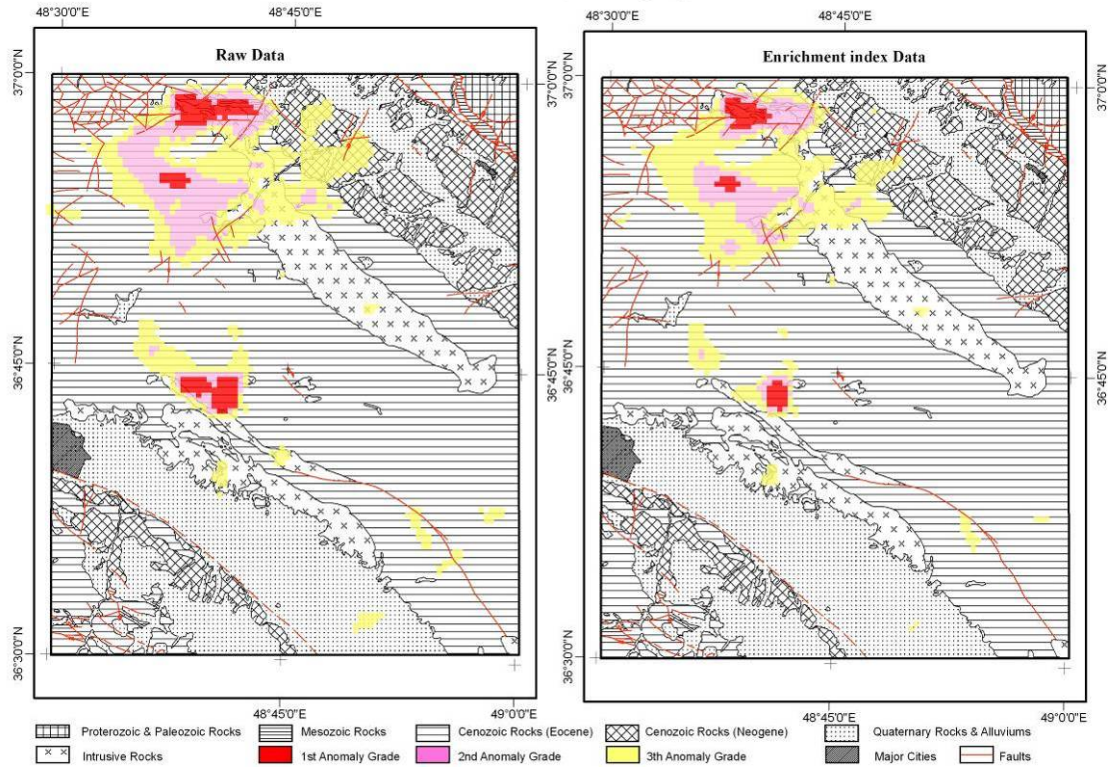 48°30'0"E 48°45'0"E 48°30'0"E 48°45'0"E
Raw Data Enrichment index Data
37°0'0"N 37°0'0"N 37°0'0"N 37°0'0"N
36°45'0"N 36°45'0"N 36°45'0"N 36°45'0"N
36°30'0"N 36°30'0"N
48°45'0"E 49°0'0"E 48°45'0"E 49°0'0"E
Proterozoic & Paleozoic Rocks Mesozoic Rocks Cenozoic Rocks (Eocene) Cenozoic Rocks (Neogene) Quaternary Rocks & Alluviums
Intrusive Rocks 1st Anomaly Grade 2nd Anomaly Grade 3th Anomaly Grade Major Cities Faults